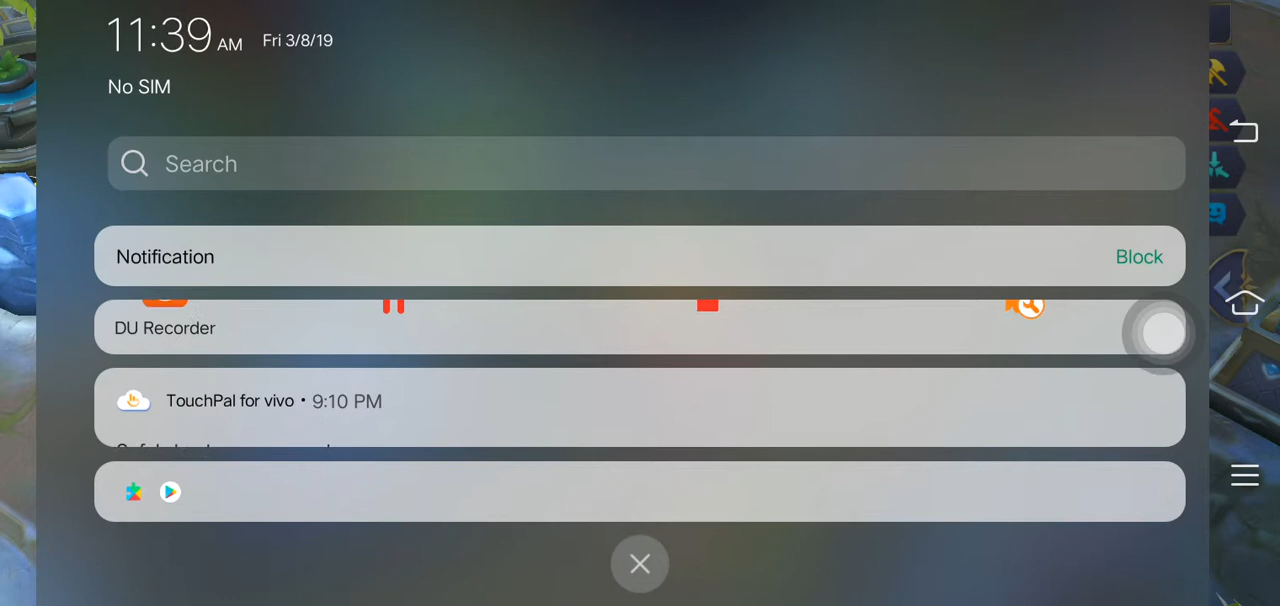 11:39 AM Fri 3/8/19
No SIM
Search
Notification Block
DU Recorder
TouchPal for vivo • 9:10 PM